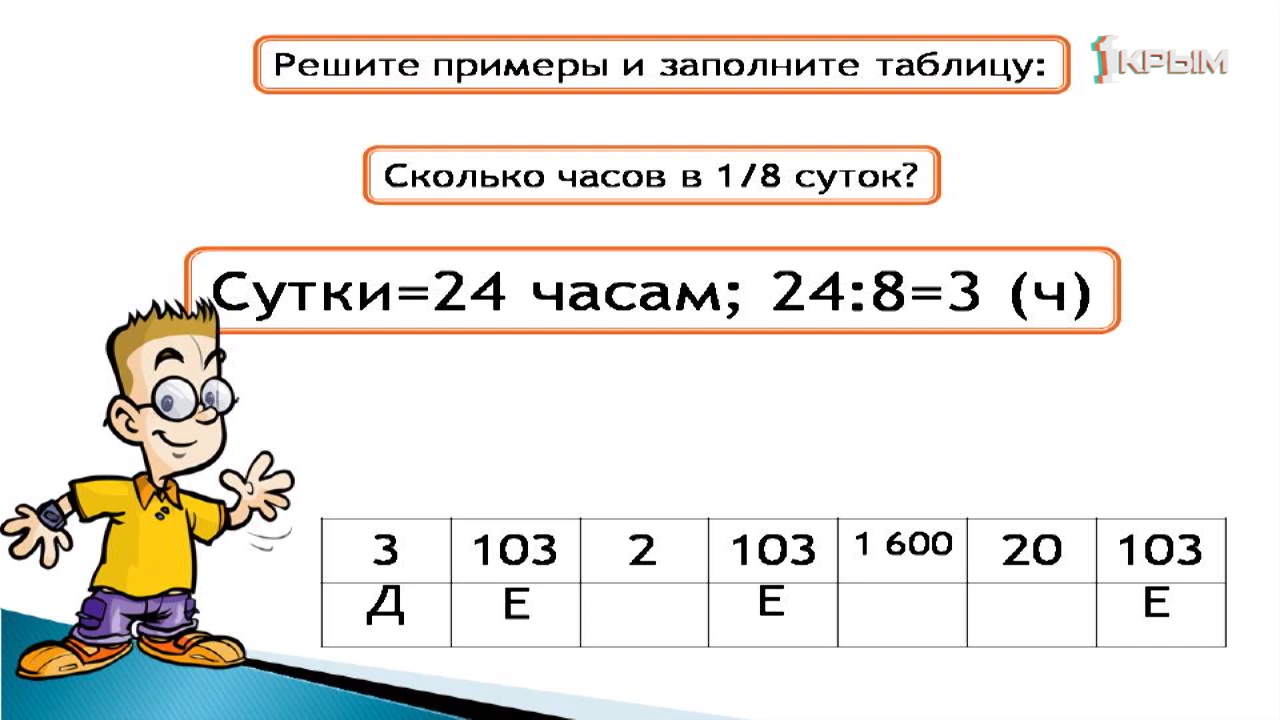 Решите примеры и заполните таблицу:
1КРЫМ
Сколько часов в 1/8 суток?
Сутки=24 часам; 24:8=3 (ч)
3 103 2 103 1 600 20 103
Д Е Е Е